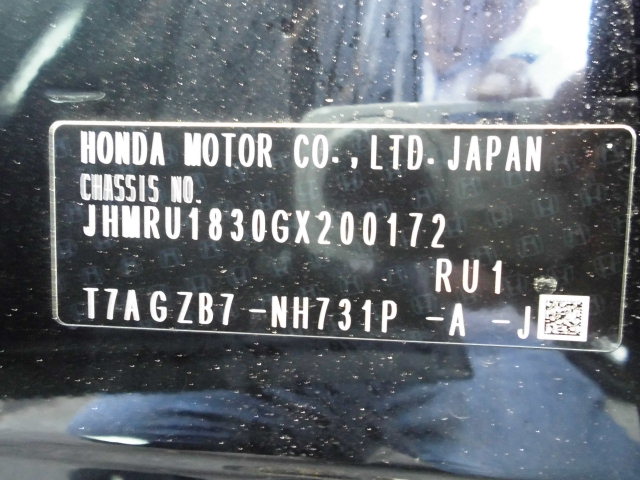 HONDA MOTOR CO.,LTD. JAPAN
CHASSIS NO.
JHMRU1830GX200172
RU1
T7AGZB7 -NH731P -A -J